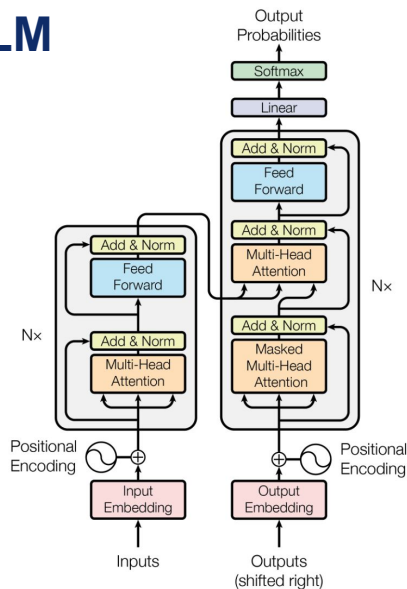 LM
Output
Probabilities
Softmax
Linear
Add & Norm
Feed
Forward
Add & Norm
Multi-Head
Attention
Add & Norm
Masked
Multi-Head
Attention
Nx
Add & Norm
Feed
Forward
Add & Norm
Multi-Head
Attention
Nx
Positional
Encoding
Positional
Encoding
Input
Embedding
Output
Embedding
Inputs
Outputs
(shifted right)